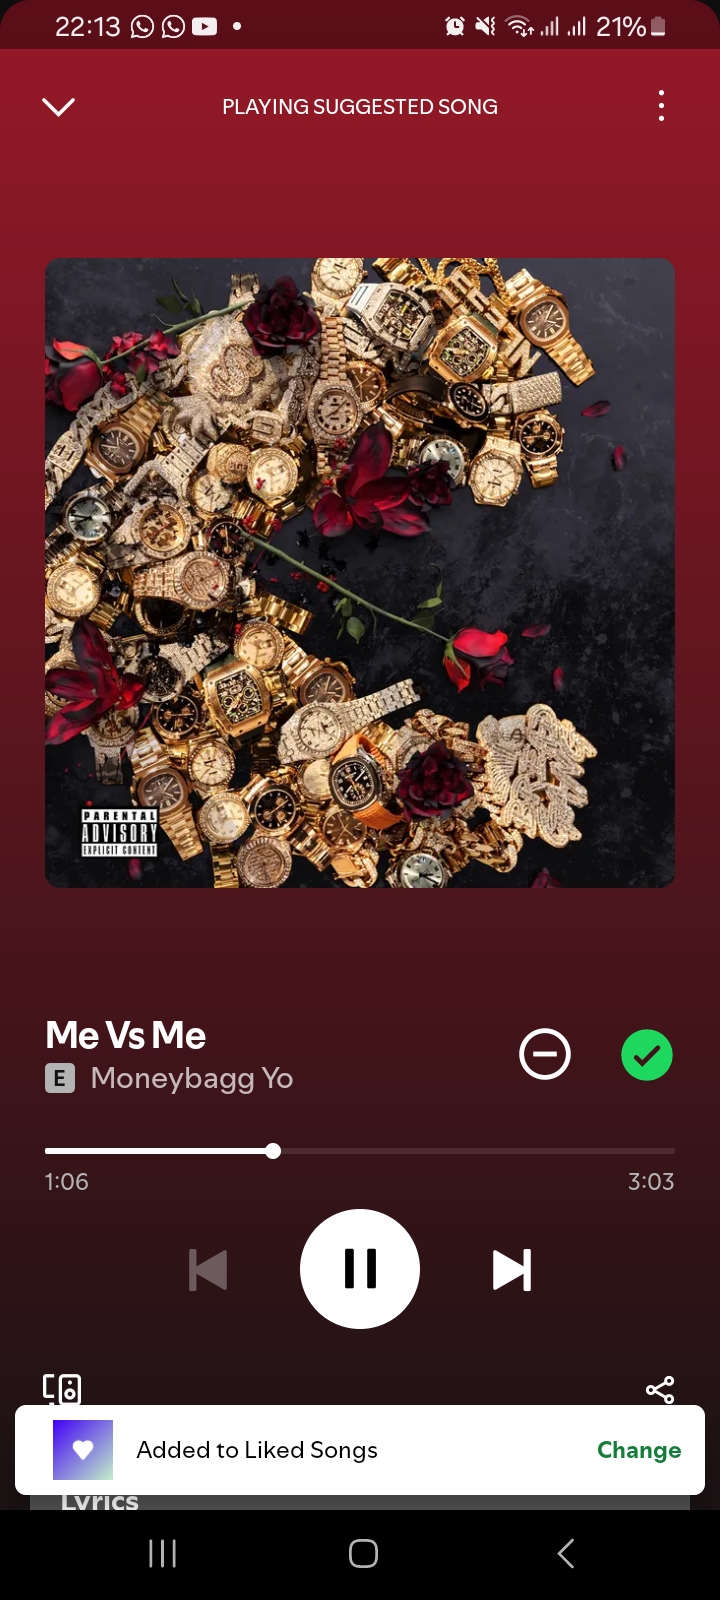 22:13
21%
PLAYING SUGGESTED SONG
PARENTAL
ADVISORY
EXPLICIT CONTENT
Me Vs Me
E Moneybagg Yo
1:06
3:03
Added to Liked Songs
Change
Lyrics